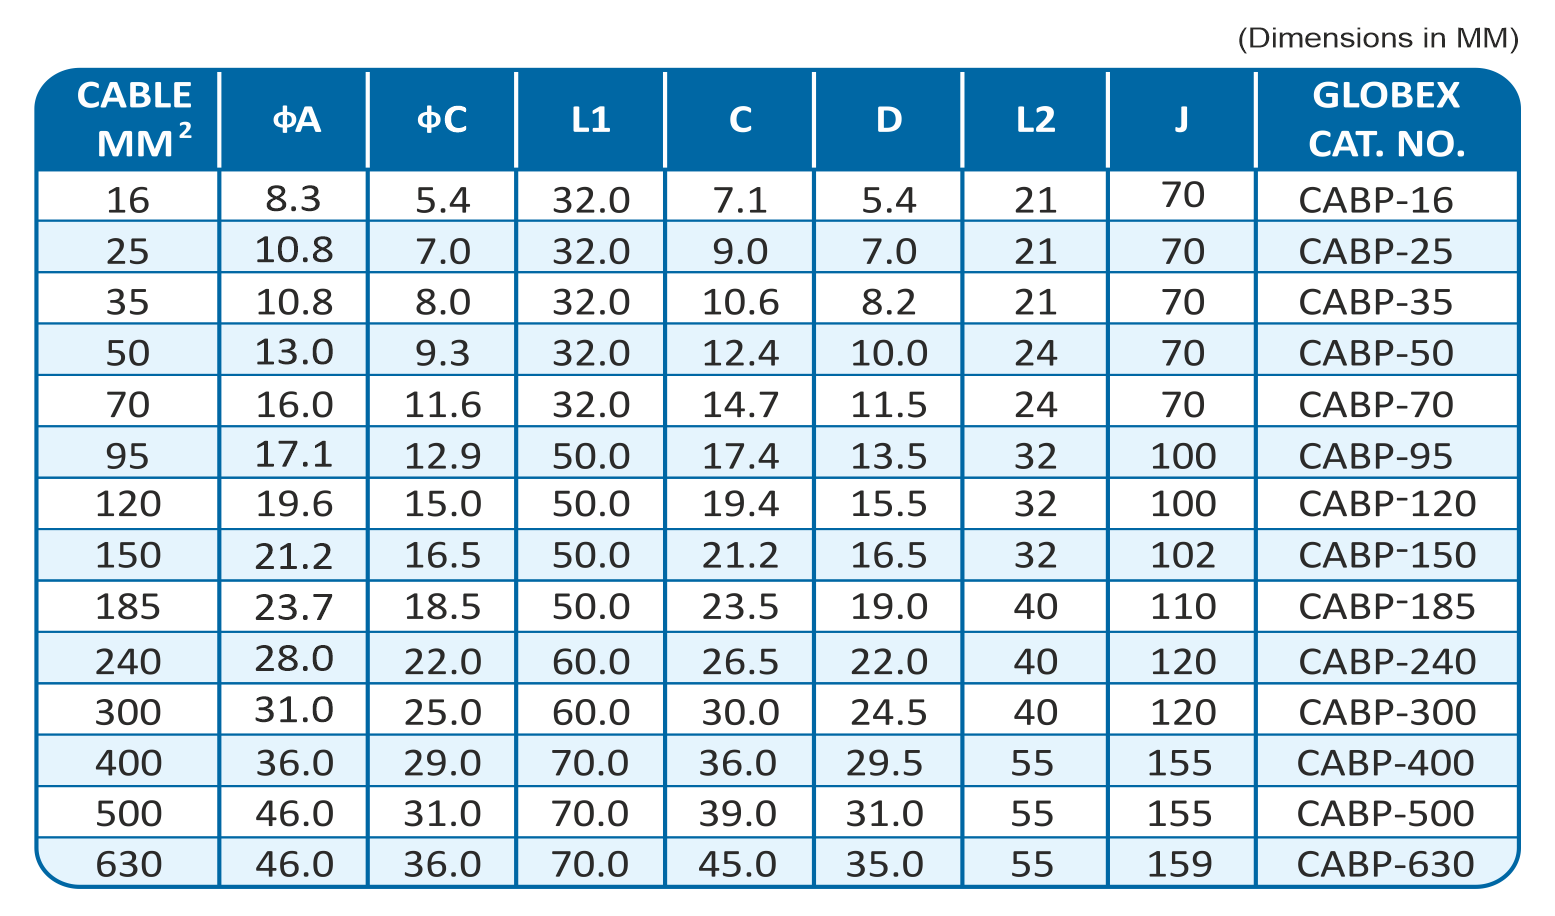 (Dimensions in MM)
CABLE MM² ϕA ϕC L1 C D L2 J GLOBEX CAT. NO.
16 8.3 5.4 32.0 7.1 5.4 21 70 CABP-16
25 10.8 7.0 32.0 9.0 7.0 21 70 CABP-25
35 10.8 8.0 32.0 10.6 8.2 21 70 CABP-35
50 13.0 9.3 32.0 12.4 10.0 24 70 CABP-50
70 16.0 11.6 32.0 14.7 11.5 24 70 CABP-70
95 17.1 12.9 50.0 17.4 13.5 32 100 CABP-95
120 19.6 15.0 50.0 19.4 15.5 32 100 CABP-120
150 21.2 16.5 50.0 21.2 16.5 32 102 CABP-150
185 23.7 18.5 50.0 23.5 19.0 40 110 CABP-185
240 28.0 22.0 60.0 26.5 22.0 40 120 CABP-240
300 31.0 25.0 60.0 30.0 24.5 40 120 CABP-300
400 36.0 29.0 70.0 36.0 29.5 55 155 CABP-400
500 46.0 31.0 70.0 39.0 31.0 55 155 CABP-500
630 46.0 36.0 70.0 45.0 35.0 55 159 CABP-630